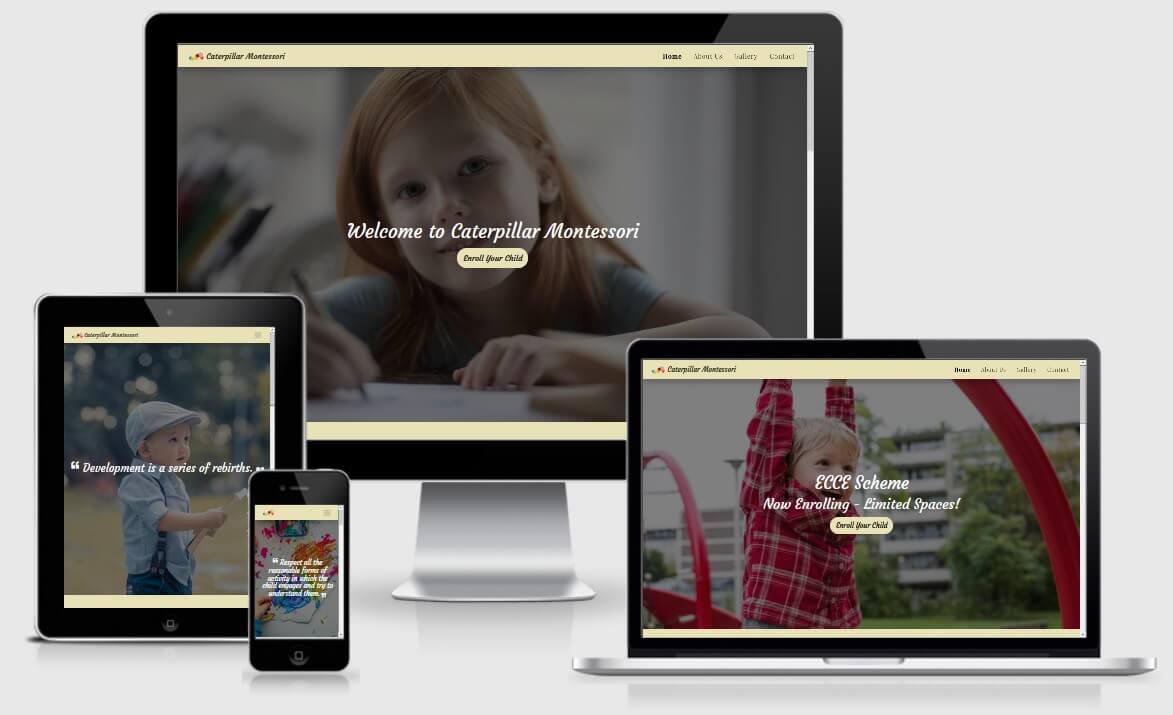 Caterpillar Montessori
Home About Us Gallery Contact
Welcome to Caterpillar Montessori
Enroll Your Child
Caterpillar Montessori
❝ Development is a series of rebirths. ❞
❝ Respect all the
reasonable forms of
activity in which the
child engages and try to
understand them. ❞
Caterpillar Montessori
Home About Us Gallery Contact
ECCE Scheme
Now Enrolling - Limited Spaces!
Enroll Your Child